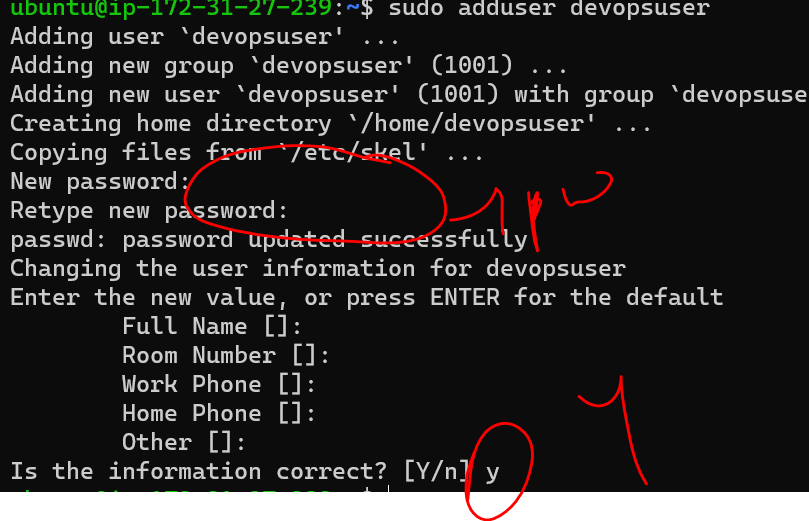 ubuntu@ip-172-31-27-239:~$ sudo adduser devopsuser
Adding user `devopsuser' ...
Adding new group `devopsuser' (1001) ...
Adding new user `devopsuser' (1001) with group `devopsuse
Creating home directory `/home/devopsuser' ...
Copying files from `/etc/skel' ...
New password:
Retype new password:
passwd: password updated successfully
Changing the user information for devopsuser
Enter the new value, or press ENTER for the default
Full Name []:
Room Number []:
Work Phone []:
Home Phone []:
Other []:
Is the information correct? [Y/n] y